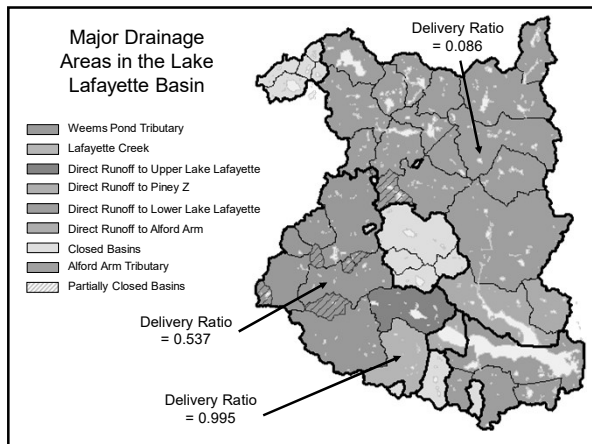 Major Drainage
Areas in the Lake
Lafayette Basin
Delivery Ratio
= 0.086
Weems Pond Tributary
Lafayette Creek
Direct Runoff to Upper Lake Lafayette
Direct Runoff to Piney Z
Direct Runoff to Lower Lake Lafayette
Direct Runoff to Alford Arm
Closed Basins
Alford Arm Tributary
Partially Closed Basins
Delivery Ratio
= 0.537
Delivery Ratio
= 0.995